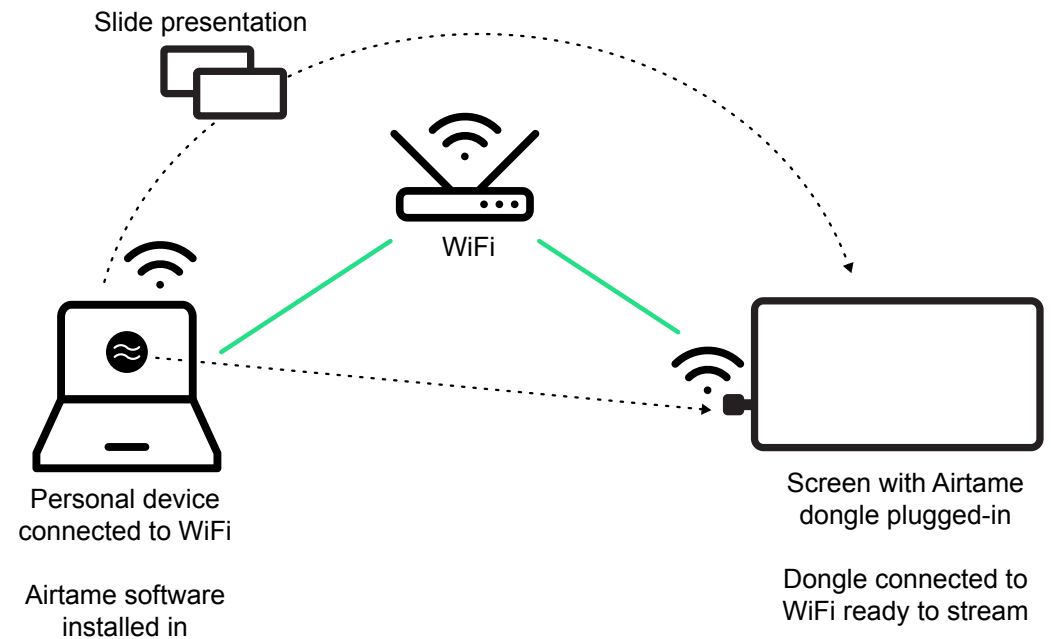 Slide presentation
WiFi
Personal device
connected to WiFi
Airtame software
installed in
Screen with Airtame
dongle plugged-in
Dongle connected to
WiFi ready to stream